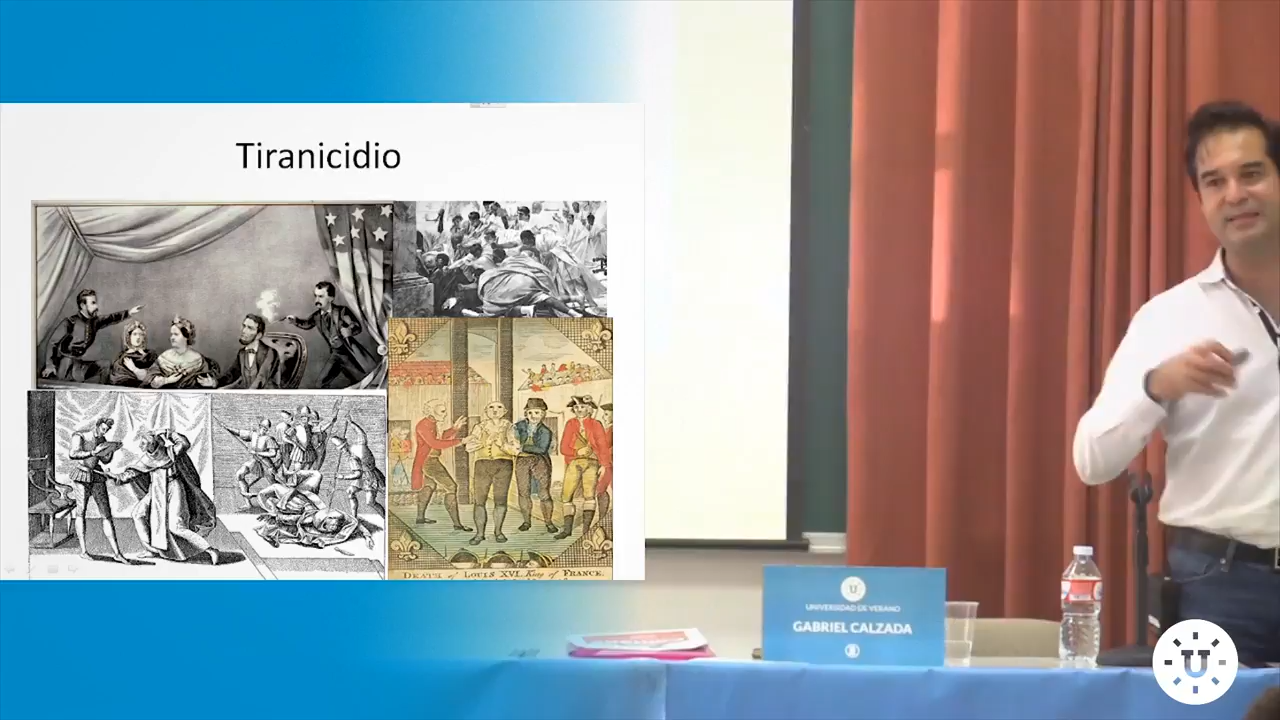 Tiranicidio
DEATH of LOUIS XVI. King of FRANCE.
UNIVERSIDAD DE VERANO
GABRIEL CALZADA
U